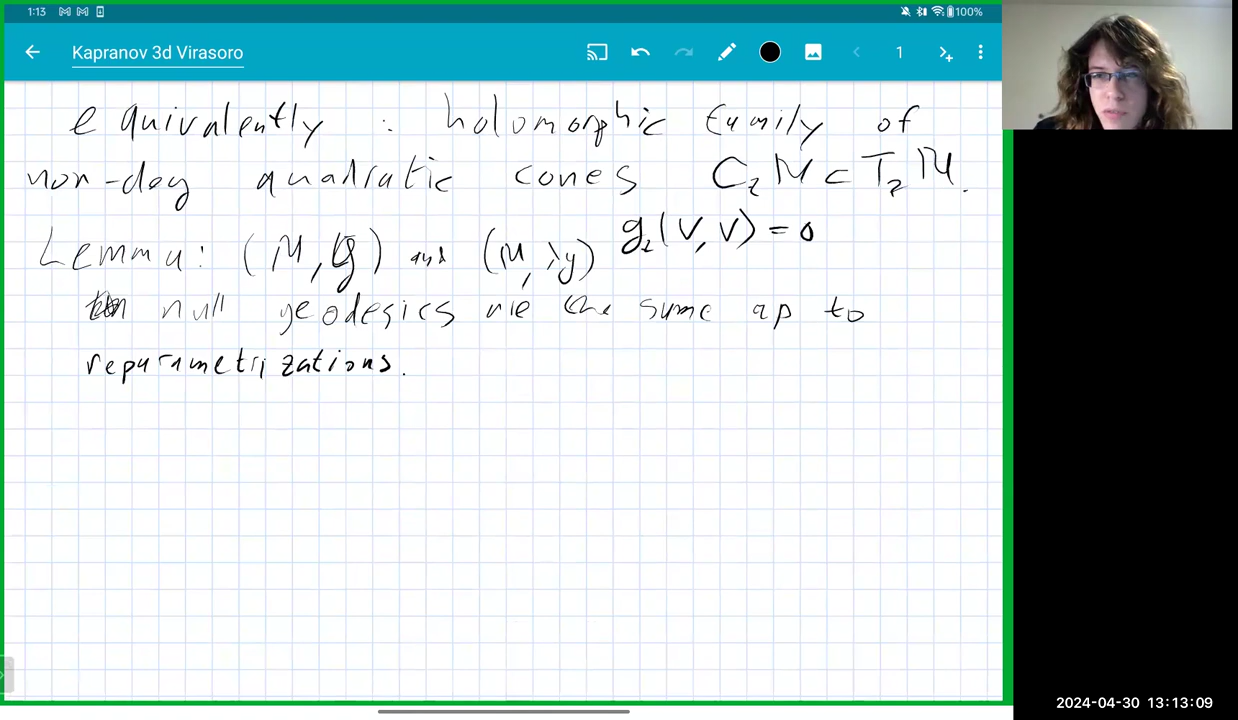 1:13
100%
Kapranov 3d Virasoro
1
equivalently : holomorphic family of
non-deg quadratic cones C_z M ⊂ T_z M.
g_z(v, v) = 0
Lemma: (M, g) and (M, λg)
null geodesics are the same up to
reparametrizations.
2024-04-30 13:13:09